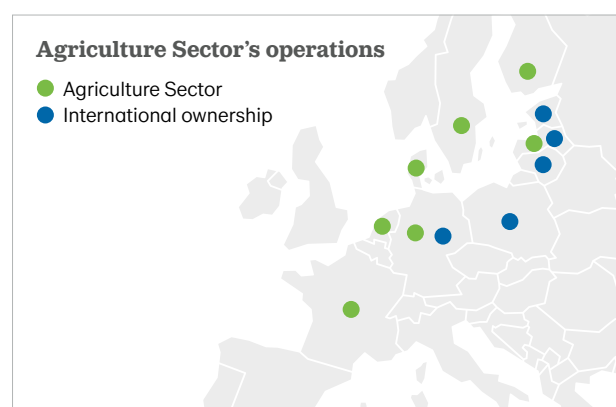 Agriculture Sector's operations
Agriculture Sector
International ownership